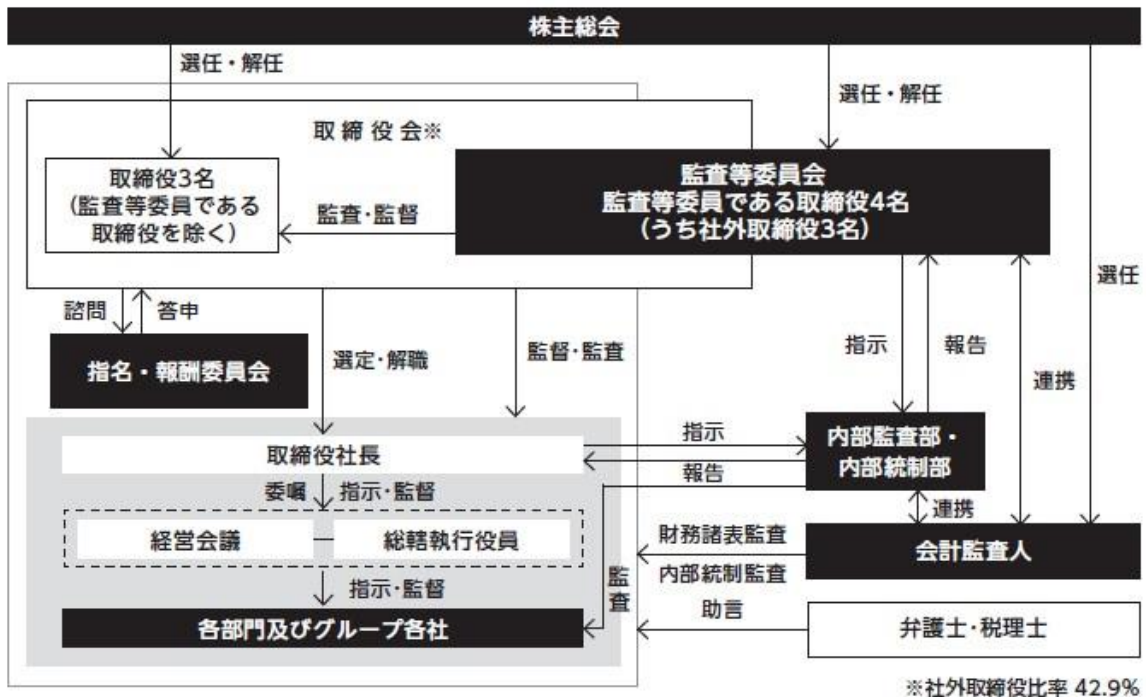 株主総会
選任・解任
選任・解任
取締役会※
取締役3名
(監査等委員である
取締役を除く)
監査・監督
監査等委員会
監査等委員である取締役4名
(うち社外取締役3名)
選任
諮問
答申
指名・報酬委員会
選定・解職
監督・監査
指示
報告
連携
取締役社長
指示
報告
内部監査部・
内部統制部
委嘱
指示・監督
経営会議
総轄執行役員
連携
財務諸表監査
内部統制監査
会計監査人
指示・監督
監査
助言
各部門及びグループ各社
弁護士・税理士
※社外取締役比率 42.9%